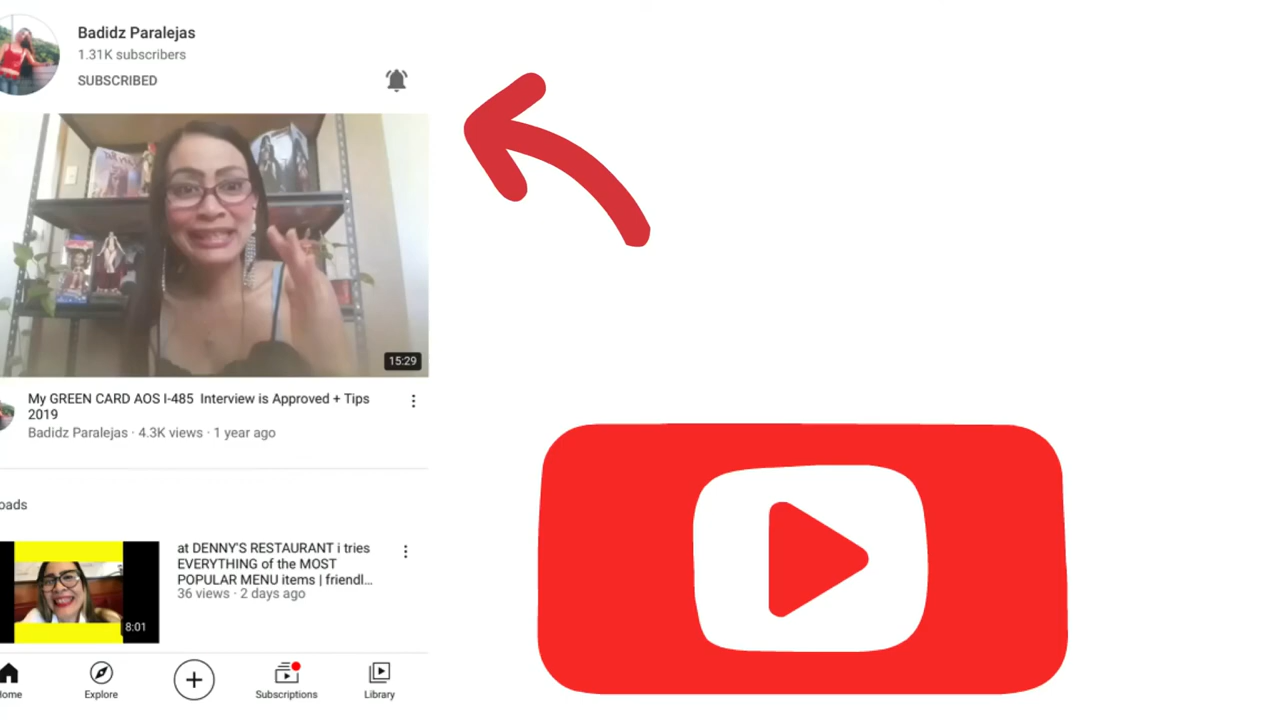 Badidz Paralejas
1.31K subscribers
SUBSCRIBED
15:29
My GREEN CARD AOS I-485 Interview is Approved + Tips
2019
Badidz Paralejas · 4.3K views · 1 year ago
oads
at DENNY'S RESTAURANT i tries
EVERYTHING of the MOST
POPULAR MENU items | friendl...
36 views · 2 days ago
8:01
ome
Explore
Subscriptions
Library